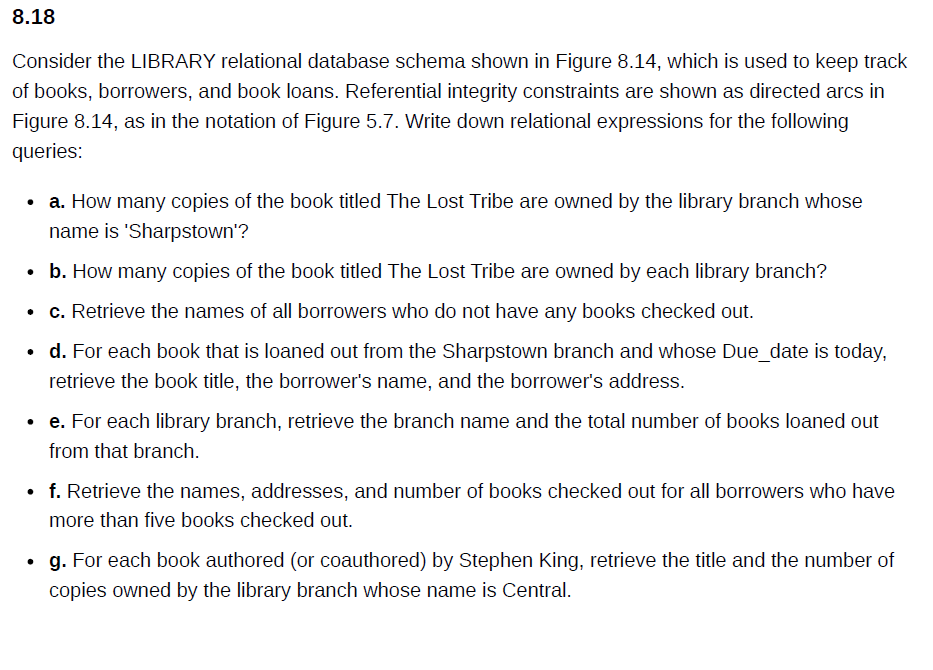 8.18
Consider the LIBRARY relational database schema shown in Figure 8.14, which is used to keep track
of books, borrowers, and book loans. Referential integrity constraints are shown as directed arcs in
Figure 8.14, as in the notation of Figure 5.7. Write down relational expressions for the following
queries:
• a. How many copies of the book titled The Lost Tribe are owned by the library branch whose
name is 'Sharpstown'?
• b. How many copies of the book titled The Lost Tribe are owned by each library branch?
• c. Retrieve the names of all borrowers who do not have any books checked out.
• d. For each book that is loaned out from the Sharpstown branch and whose Due_date is today,
retrieve the book title, the borrower's name, and the borrower's address.
• e. For each library branch, retrieve the branch name and the total number of books loaned out
from that branch.
• f. Retrieve the names, addresses, and number of books checked out for all borrowers who have
more than five books checked out.
• g. For each book authored (or coauthored) by Stephen King, retrieve the title and the number of
copies owned by the library branch whose name is Central.